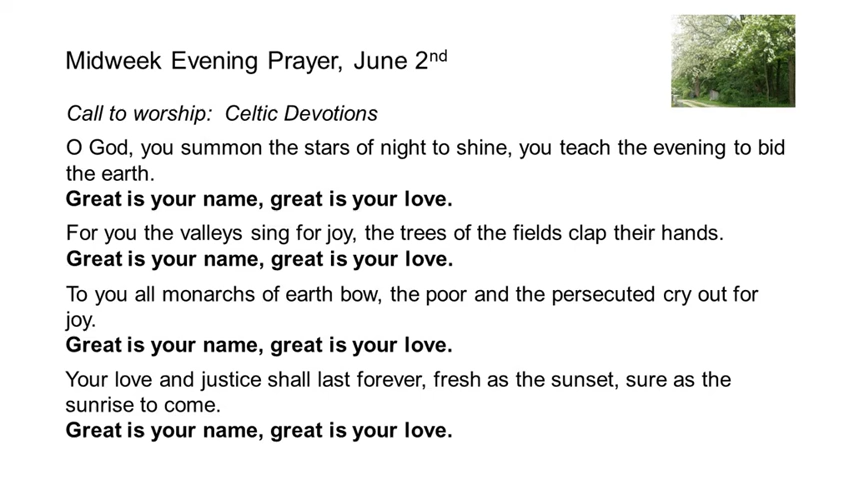 Midweek Evening Prayer, June 2nd
Call to worship: Celtic Devotions
O God, you summon the stars of night to shine, you teach the evening to bid
the earth.
Great is your name, great is your love.
For you the valleys sing for joy, the trees of the fields clap their hands.
Great is your name, great is your love.
To you all monarchs of earth bow, the poor and the persecuted cry out for
joy.
Great is your name, great is your love.
Your love and justice shall last forever, fresh as the sunset, sure as the
sunrise to come.
Great is your name, great is your love.